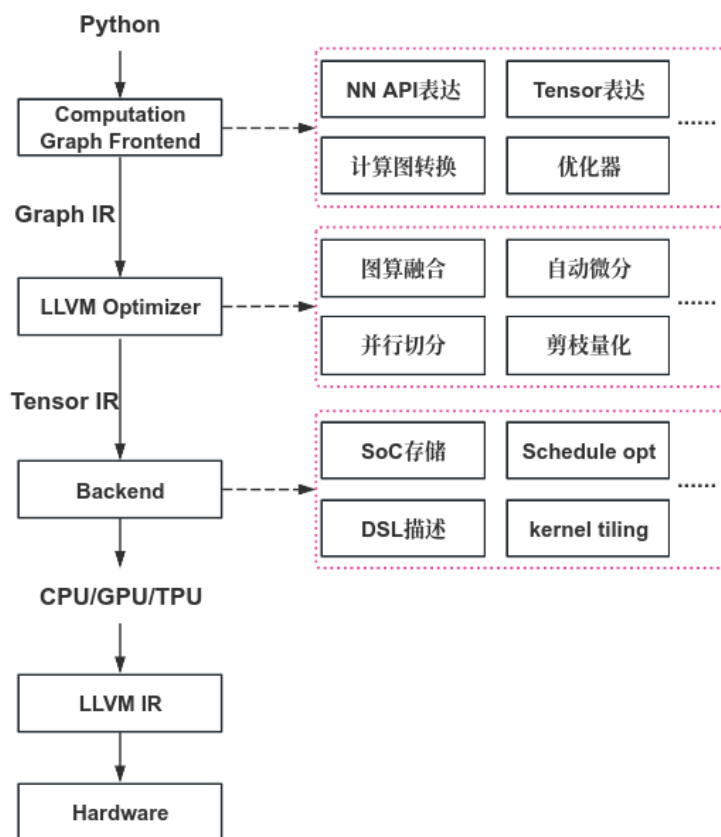 Python
Computation
Graph Frontend
NN API表达
Tensor表达
......
计算图转换
优化器
Graph IR
LLVM Optimizer
图算融合
自动微分
......
并行切分
剪枝量化
Tensor IR
Backend
SoC存储
Schedule opt
......
DSL描述
kernel tiling
CPU/GPU/TPU
LLVM IR
Hardware